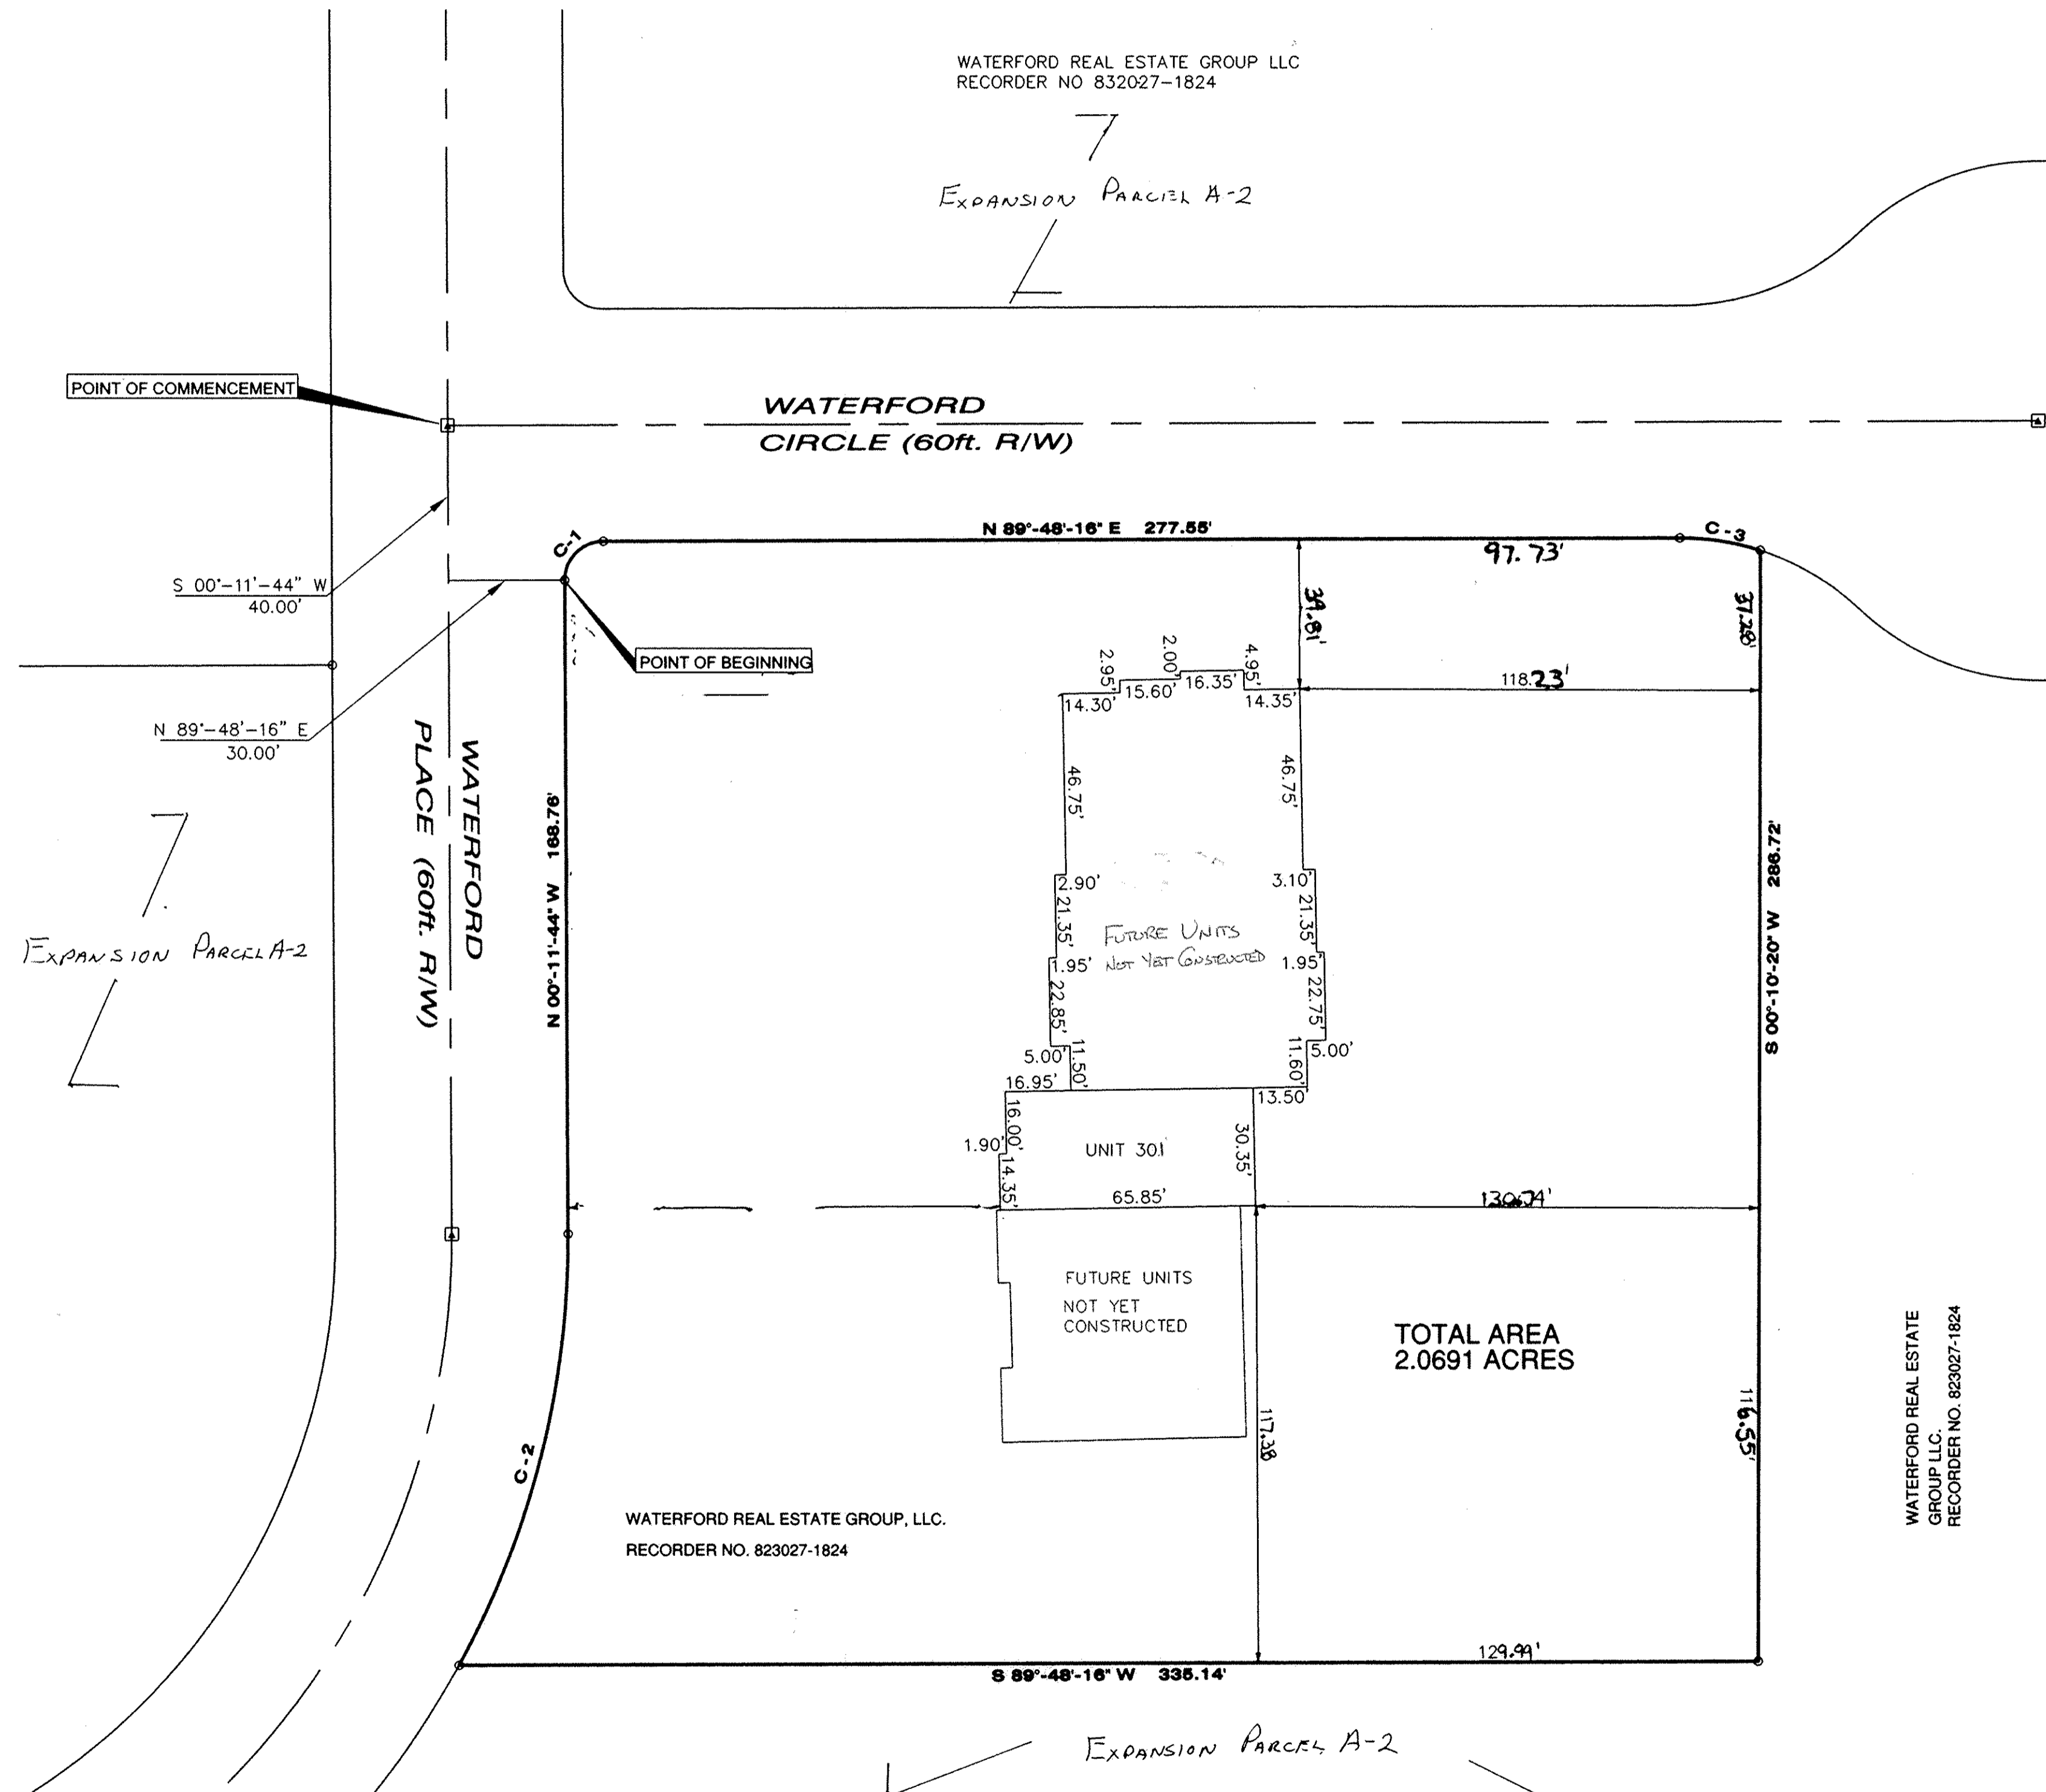 WATERFORD REAL ESTATE GROUP LLC
RECORDER NO 832027-1824
EXPANSION PARCEL A-2
POINT OF COMMENCEMENT
WATERFORD
CIRCLE (60ft. R/W)
N 89°-48'-16" E 277.55'
C-1
C-3
97.73'
S 00°-11'-44" W
40.00'
39.81'
37.28'
POINT OF BEGINNING
2.95'
2.00'
4.95'
14.30'
15.60'
16.35'
14.35'
118.23'
N 89°-48'-16" E
30.00'
WATERFORD
PLACE (60ft. R/W)
N 00°-11'-44" W 168.76'
46.75'
46.75'
S 00°-10'-20" W 286.72'
2.90'
3.10'
21.35'
21.35'
FUTURE UNITS
NOT YET CONSTRUCTED
EXPANSION PARCEL A-2
1.95'
1.95'
22.85'
22.75'
5.00'
11.50'
11.60'
5.00'
16.95'
13.50'
16.00'
1.90'
UNIT 301
30.35'
14.35'
65.85'
FUTURE UNITS
NOT YET
CONSTRUCTED
TOTAL AREA
2.0691 ACRES
117.38
116.55'
C-2
WATERFORD REAL ESTATE
GROUP LLC.
RECORDER NO. 823027-1824
WATERFORD REAL ESTATE GROUP, LLC.
RECORDER NO. 823027-1824
129.99'
S 89°-48'-16" W 335.14'
EXPANSION PARCEL A-2